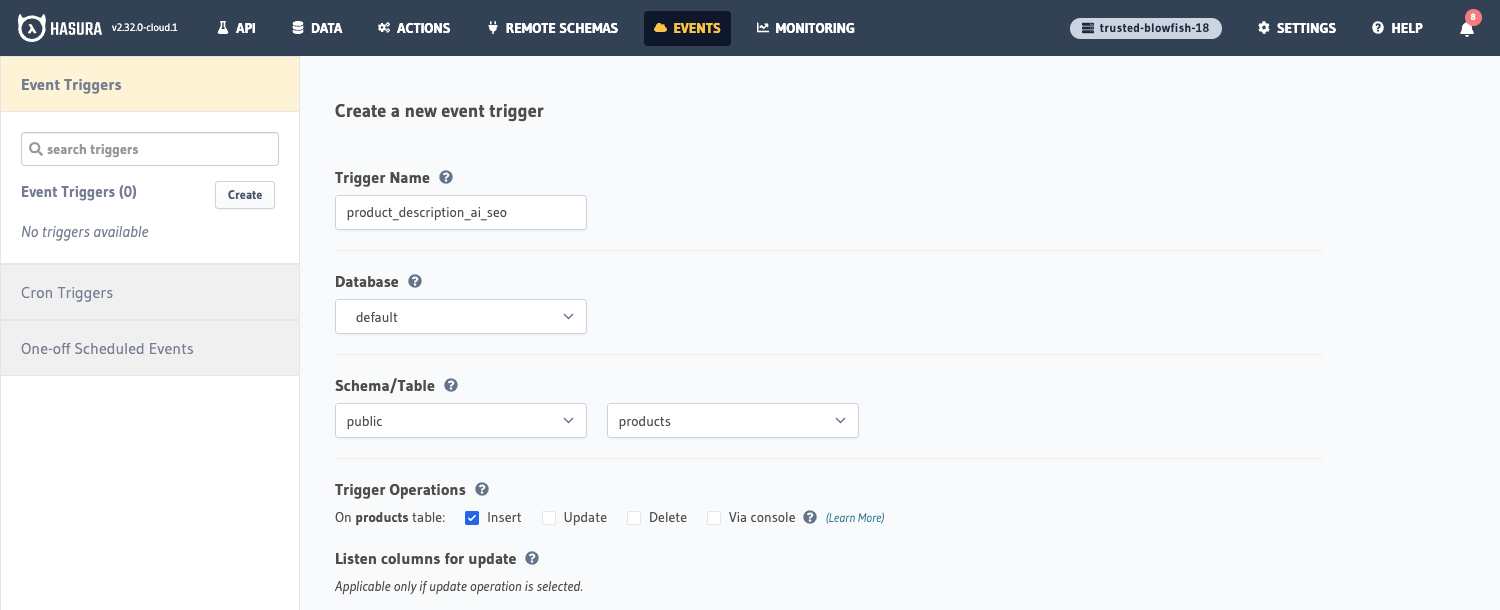 HASURA v2.32.0-cloud.1 API DATA ACTIONS REMOTE SCHEMAS EVENTS MONITORING trusted-blowfish-18 SETTINGS HELP 8
Event Triggers
search triggers
Event Triggers (0) Create
No triggers available
Cron Triggers
One-off Scheduled Events
Create a new event trigger
Trigger Name
product_description_ai_seo
Database
default
Schema/Table
public products
Trigger Operations
On products table: Insert Update Delete Via console (Learn More)
Listen columns for update
Applicable only if update operation is selected.